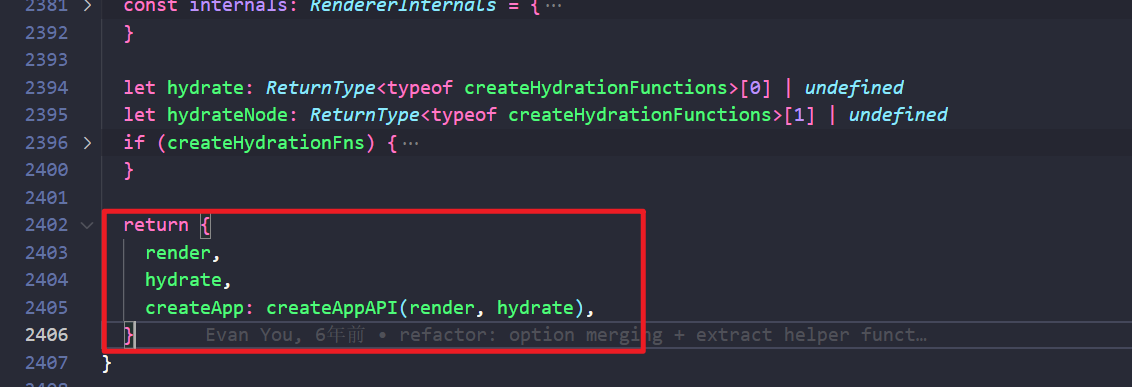 2381 > const internals: RendererInternals = {…
2392 }
2393
2394 let hydrate: ReturnType<typeof createHydrationFunctions>[0] | undefined
2395 let hydrateNode: ReturnType<typeof createHydrationFunctions>[1] | undefined
2396 > if (createHydrationFns) {…
2400 }
2401
2402 return {
2403 render,
2404 hydrate,
2405 createApp: createAppAPI(render, hydrate),
2406 } Evan You, 6年前 • refactor: option merging + extract helper funct…
2407 }
2408